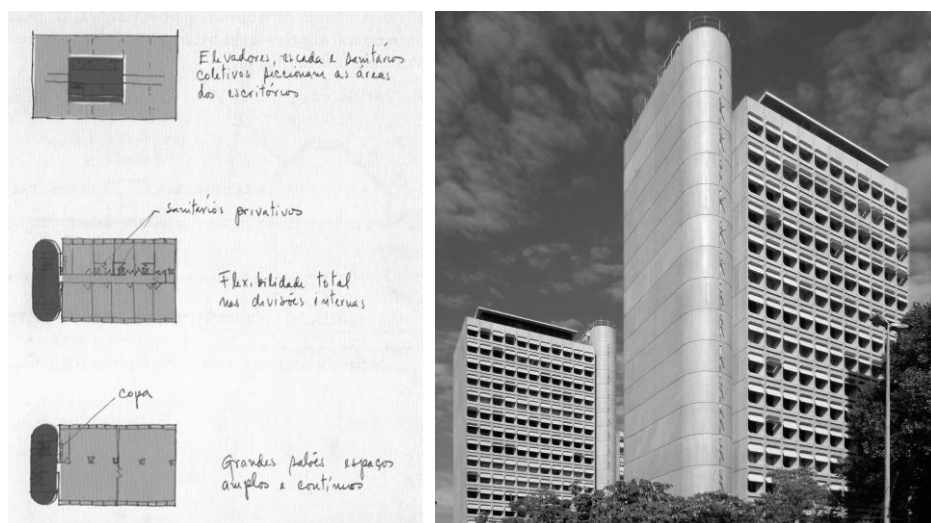 Elevadores, escada e sanitários
coletivos seccionam as áreas
dos escritórios
sanitários privativos
Flexibilidade total
nas divisões internas
copa
Grandes salões, espaços
amplos e contínuos